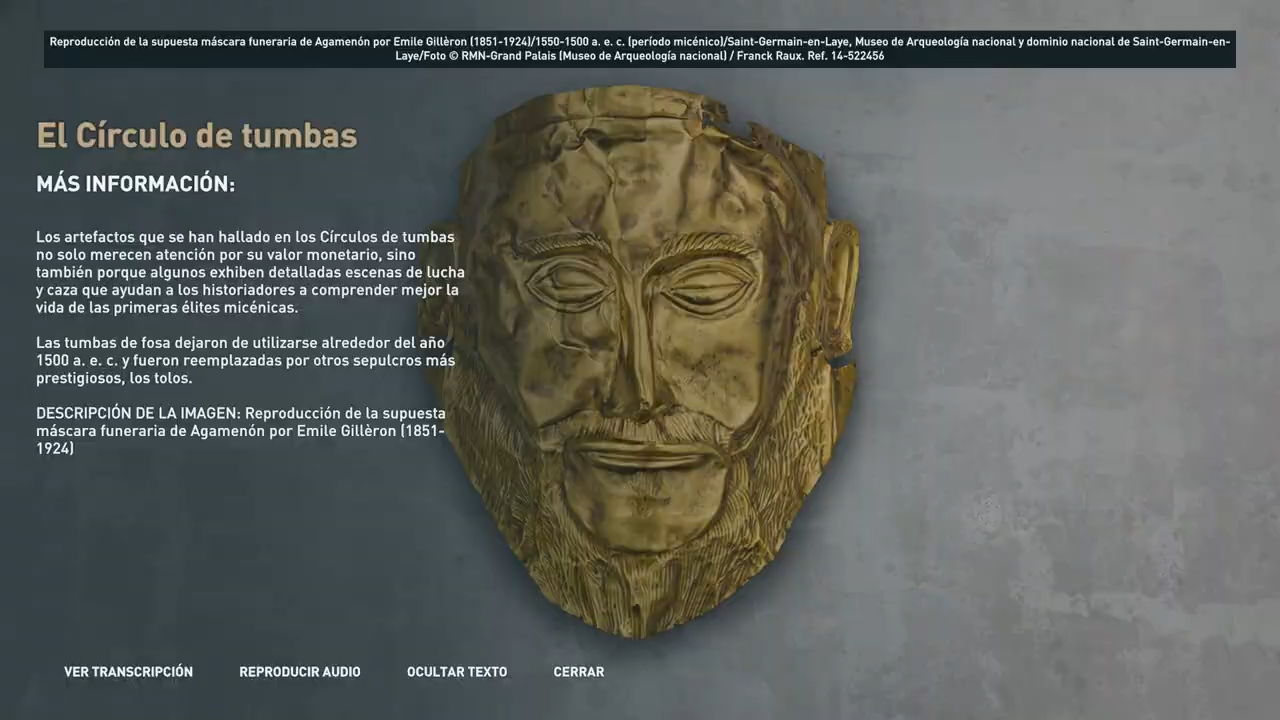 Reproducción de la supuesta máscara funeraria de Agamenón por Emile Gillèron (1851-1924)/1550-1500 a. e. c. (período micénico)/Saint-Germain-en-Laye, Museo de Arqueología nacional y dominio nacional de Saint-Germain-en-
Laye/Foto © RMN-Grand Palais (Museo de Arqueología nacional) / Franck Raux. Ref. 14-522456
El Círculo de tumbas
MÁS INFORMACIÓN:
Los artefactos que se han hallado en los Círculos de tumbas
no solo merecen atención por su valor monetario, sino
también porque algunos exhiben detalladas escenas de lucha
y caza que ayudan a los historiadores a comprender mejor la
vida de las primeras élites micénicas.
Las tumbas de fosa dejaron de utilizarse alrededor del año
1500 a. e. c. y fueron reemplazadas por otros sepulcros más
prestigiosos, los tolos.
DESCRIPCIÓN DE LA IMAGEN: Reproducción de la supuesta
máscara funeraria de Agamenón por Emile Gillèron (1851-
1924)
VER TRANSCRIPCIÓN
REPRODUCIR AUDIO
OCULTAR TEXTO
CERRAR